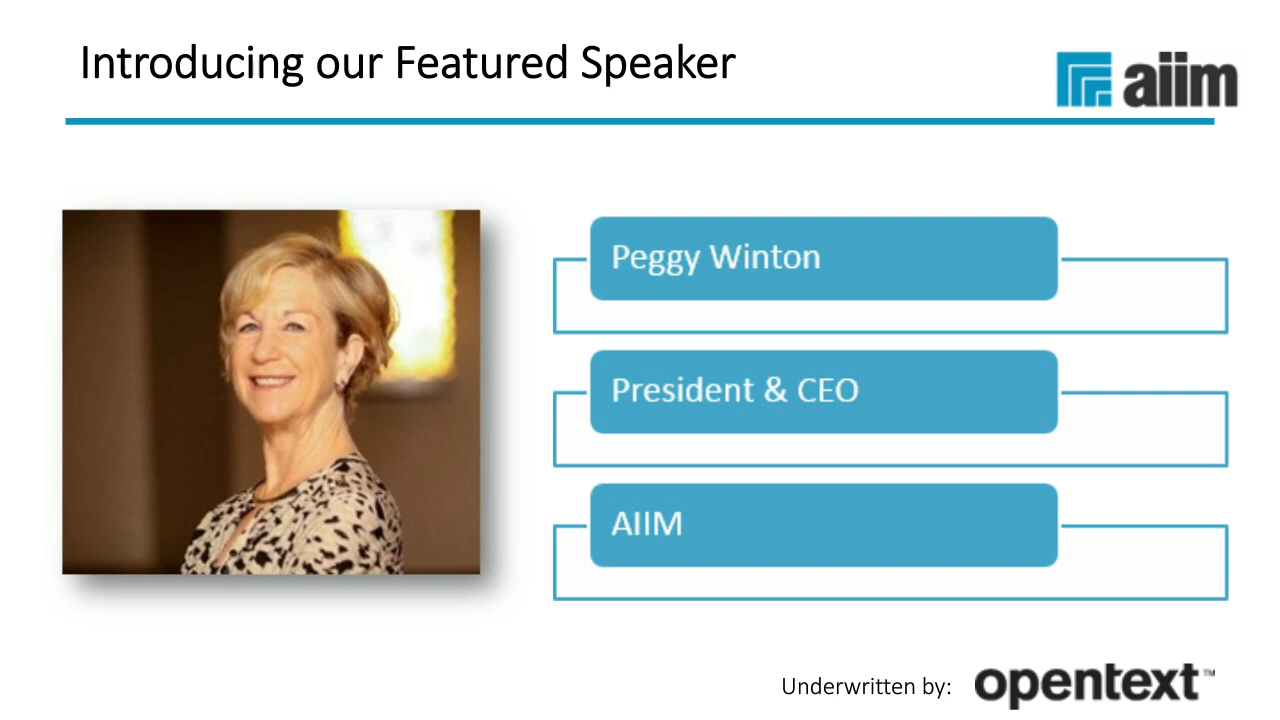 Introducing our Featured Speaker
aiim
Peggy Winton
President & CEO
AIIM
Underwritten by:
opentext™